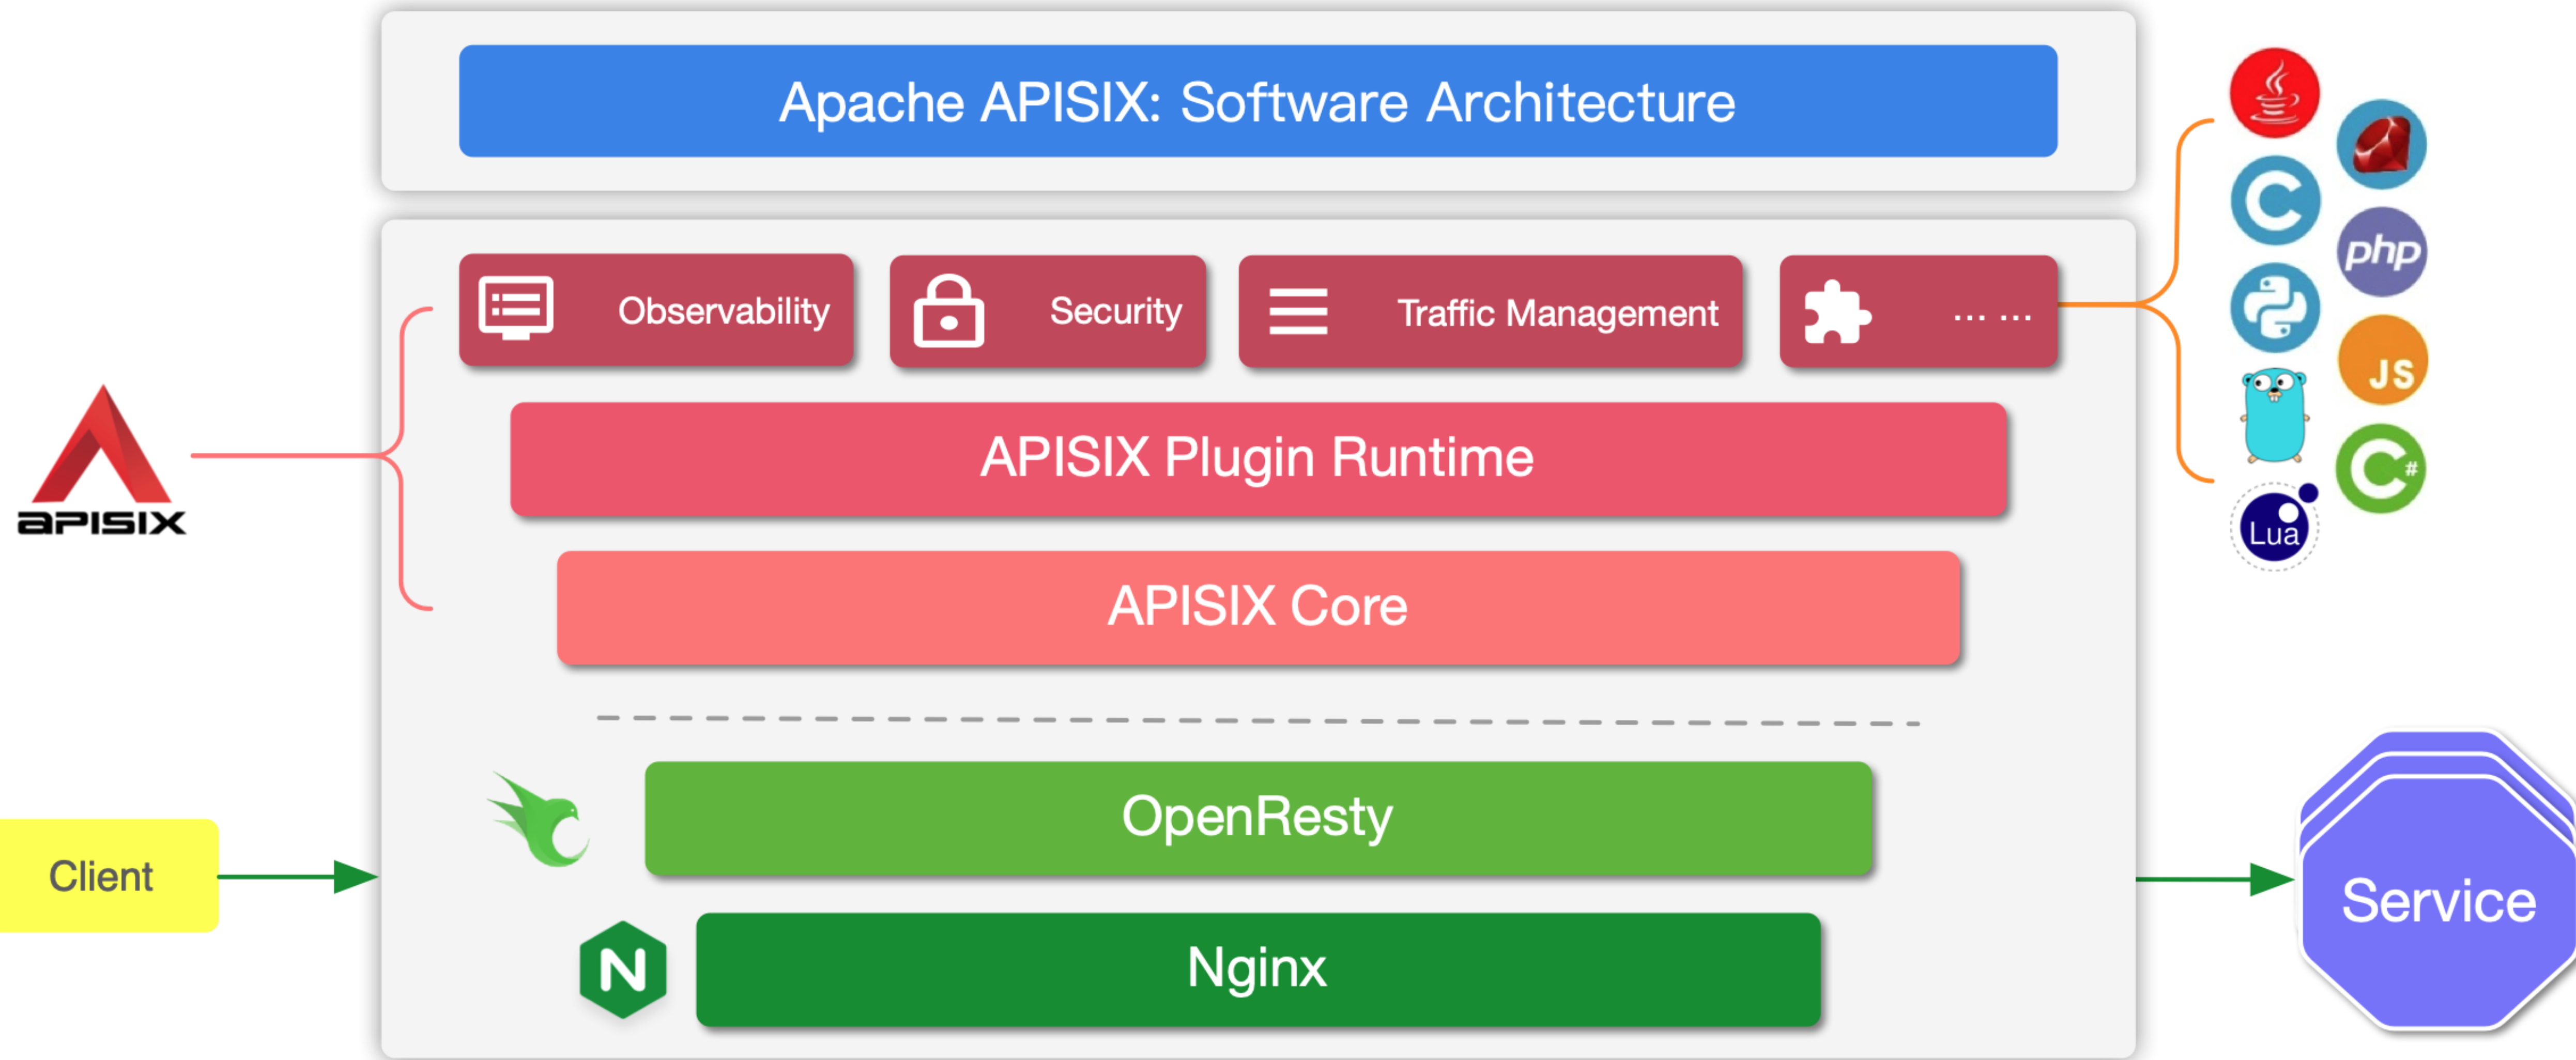 Apache APISIX: Software Architecture
Observability
Security
Traffic Management
... ...
APISIX Plugin Runtime
APISIX Core
OpenResty
Nginx
APISIX
Client
Service
php
JS
C#
Lua
C
N